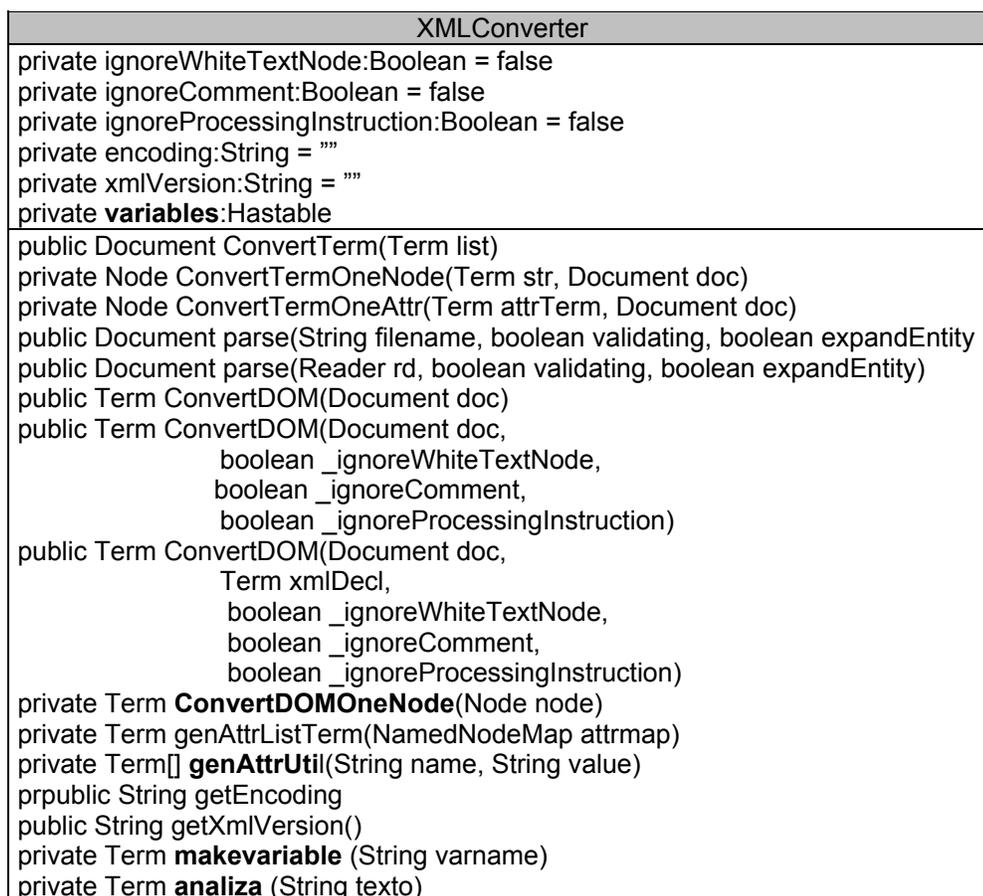 XMLConverter
private ignoreWhiteTextNode:Boolean = false
private ignoreComment:Boolean = false
private ignoreProcessingInstruction:Boolean = false
private encoding:String = ””
private xmlVersion:String = ””
private variables:Hastable
public Document ConvertTerm(Term list)
private Node ConvertTermOneNode(Term str, Document doc)
private Node ConvertTermOneAttr(Term attrTerm, Document doc)
public Document parse(String filename, boolean validating, boolean expandEntity
public Document parse(Reader rd, boolean validating, boolean expandEntity)
public Term ConvertDOM(Document doc)
public Term ConvertDOM(Document doc,
boolean _ignoreWhiteTextNode,
boolean _ignoreComment,
boolean _ignoreProcessingInstruction)
public Term ConvertDOM(Document doc,
Term xmlDecl,
boolean _ignoreWhiteTextNode,
boolean _ignoreComment,
boolean _ignoreProcessingInstruction)
private Term ConvertDOMOneNode(Node node)
private Term genAttrListTerm(NamedNodeMap attrmap)
private Term[] genAttrUtil(String name, String value)
prpublic String getEncoding
public String getXmlVersion()
private Term makevariable (String varname)
private Term analiza (String texto)